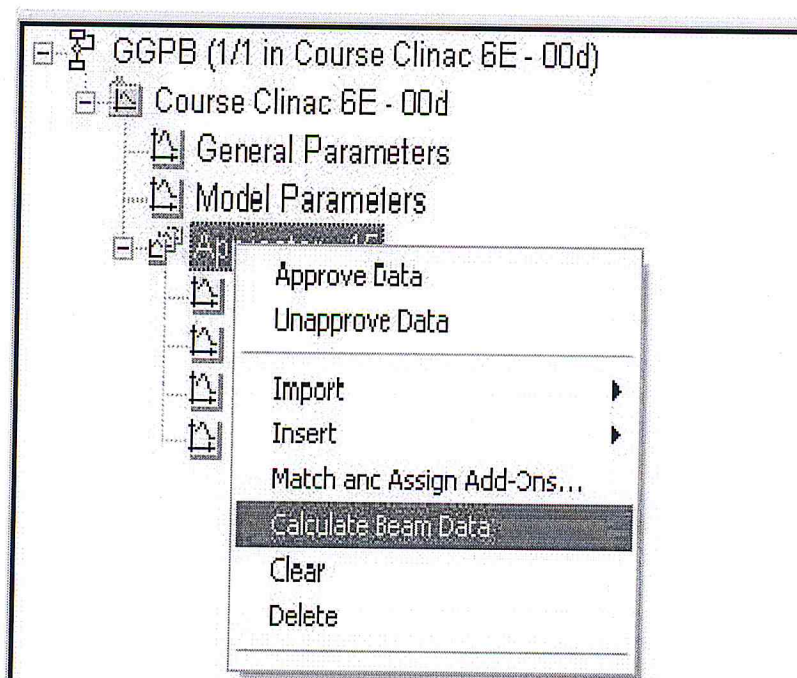 GGPB (1/1 in Course Clinac 6E - 00d)
Course Clinac 6E - 00d
General Parameters
Model Parameters
Approve Data
Unapprove Data
Import
Insert
Match and Assign Add-Ons...
Calculate Beam Data
Clear
Delete